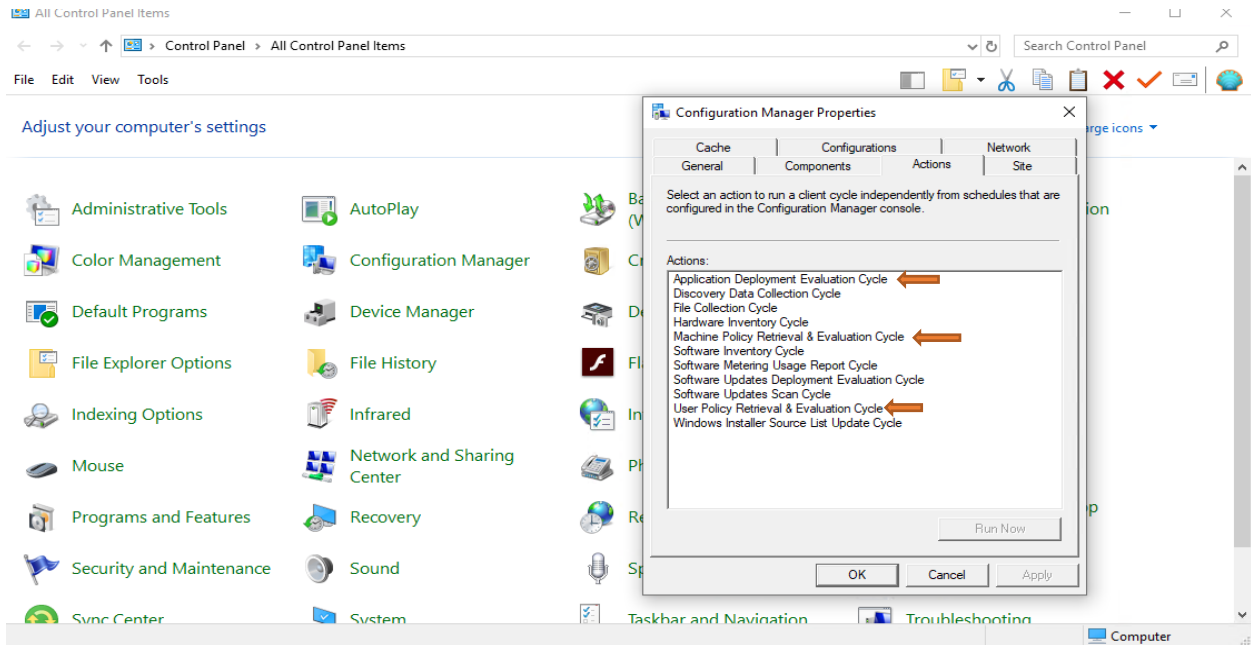 All Control Panel Items
Control Panel > All Control Panel Items
Search Control Panel
File Edit View Tools
Adjust your computer's settings
Administrative Tools
AutoPlay
Color Management
Configuration Manager
Default Programs
Device Manager
File Explorer Options
File History
Indexing Options
Infrared
Mouse
Network and Sharing
Center
Programs and Features
Recovery
Security and Maintenance
Sound
Sync Center
System
Taskbar and Navigation
Troubleshooting
icons
Configuration Manager Properties
Cache Configurations Network
General Components Actions Site
Select an action to run a client cycle independently from schedules that are
configured in the Configuration Manager console.
Actions:
Application Deployment Evaluation Cycle
Discovery Data Collection Cycle
File Collection Cycle
Hardware Inventory Cycle
Machine Policy Retrieval & Evaluation Cycle
Software Inventory Cycle
Software Metering Usage Report Cycle
Software Updates Deployment Evaluation Cycle
Software Updates Scan Cycle
User Policy Retrieval & Evaluation Cycle
Windows Installer Source List Update Cycle
Run Now
OK Cancel Apply
Computer